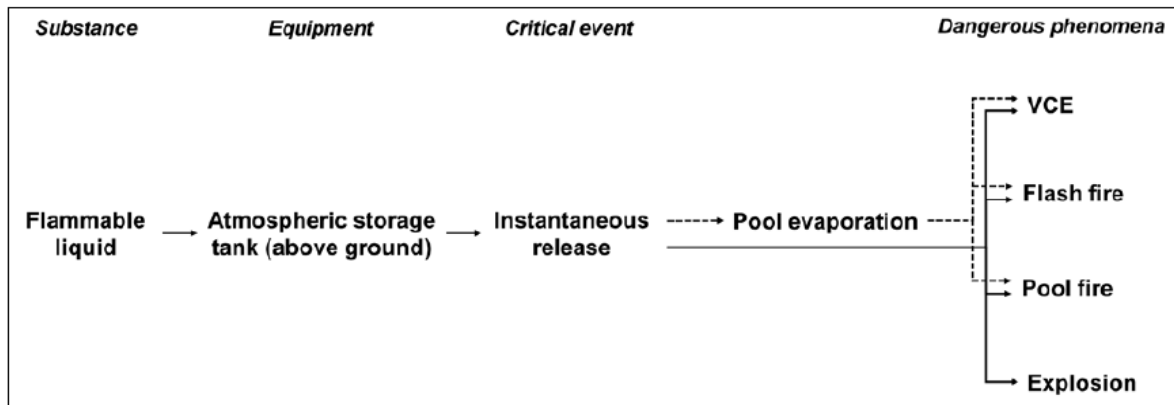 Substance Equipment Critical event Dangerous phenomena
VCE
Flash fire
Flammable liquid
Atmospheric storage tank (above ground)
Instantaneous release
Pool evaporation
Pool fire
Explosion